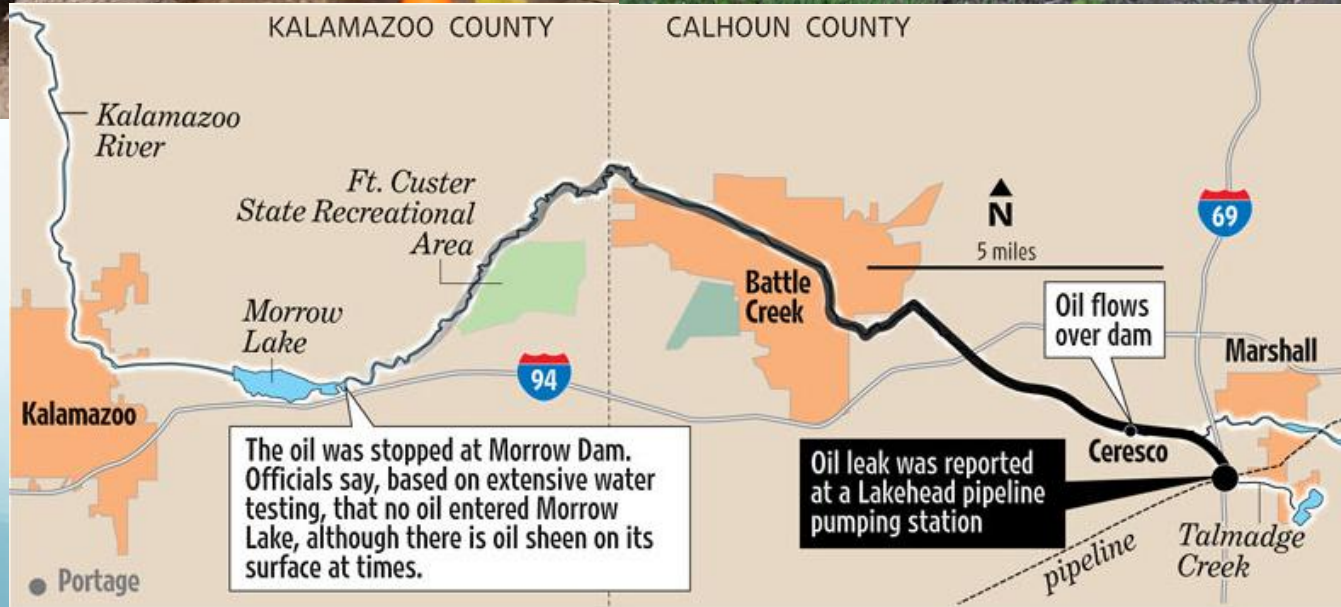 KALAMAZOO COUNTY
CALHOUN COUNTY
Kalamazoo
River
Ft. Custer
State Recreational
Area
N
5 miles
69
Morrow
Lake
Battle
Creek
Oil flows
over dam
Marshall
94
Kalamazoo
The oil was stopped at Morrow Dam.
Officials say, based on extensive water
testing, that no oil entered Morrow
Lake, although there is oil sheen on its
surface at times.
Ceresco
Oil leak was reported
at a Lakehead pipeline
pumping station
pipeline
Talmadge
Creek
Portage